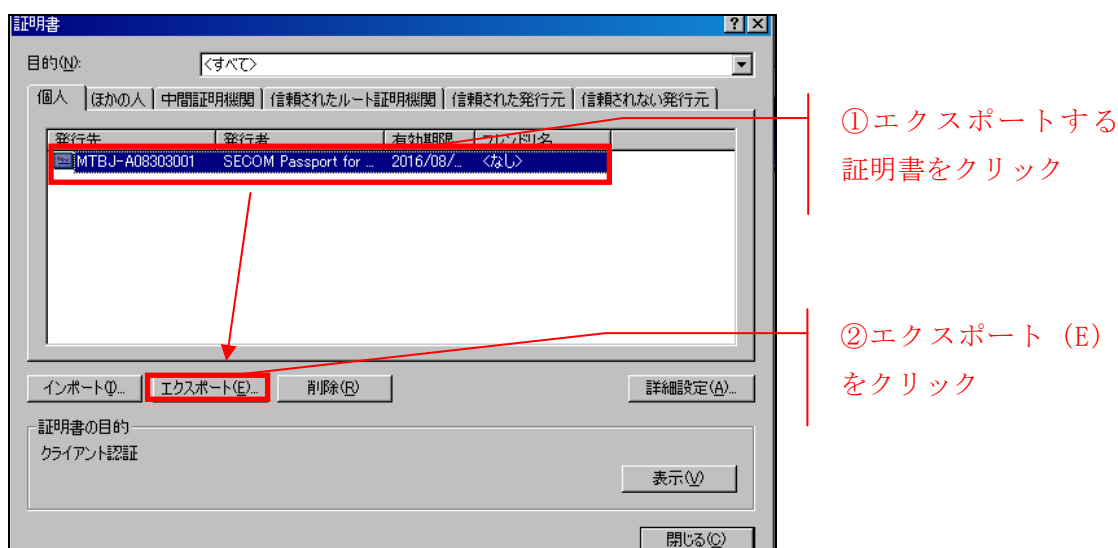 証明書
目的(N):
<すべて>
個人 ほかの人 中間証明機関 信頼されたルート証明機関 信頼された発行元 信頼されない発行元
発行先 発行者 有効期限 フレンドリ名
MTBJ-A08303001 SECOM Passport for ... 2016/08/... <なし>
①エクスポートする
証明書をクリック
②エクスポート (E)
をクリック
インポート(I)... エクスポート(E)... 削除(R) 詳細設定(A)...
証明書の目的
クライアント認証
表示(V)
閉じる(C)